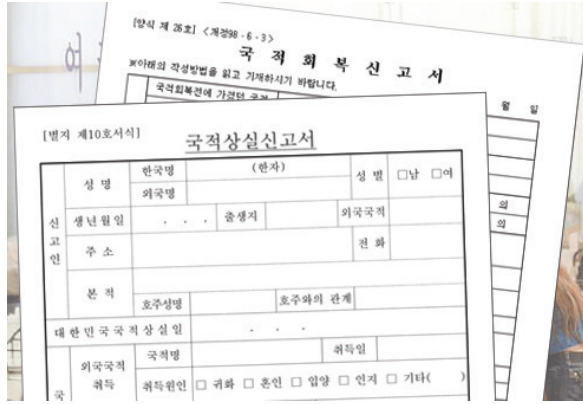 [양식 제 26호] <개정98 - 6 - 3>
국 적 회 복 신 고 서
※아래의 작성방법을 읽고 기재하시기 바랍니다.
국적회복전에 가졌던 국적
월 일
의
의
[별지 제10호서식]
국적상실신고서
신고인
성 명 한국명 (한자) 성 별 □남 □여
외국명
생년월일 . . . 출생지 외국국적
주 소 전 화
본 적
호주성명 호주와의 관계
대 한 민 국 국 적 상 실 일 . . .
국 외국국적 취득 국적명 취득일
취득원인 □ 귀화 □ 혼인 □ 입양 □ 인지 □ 기타( )